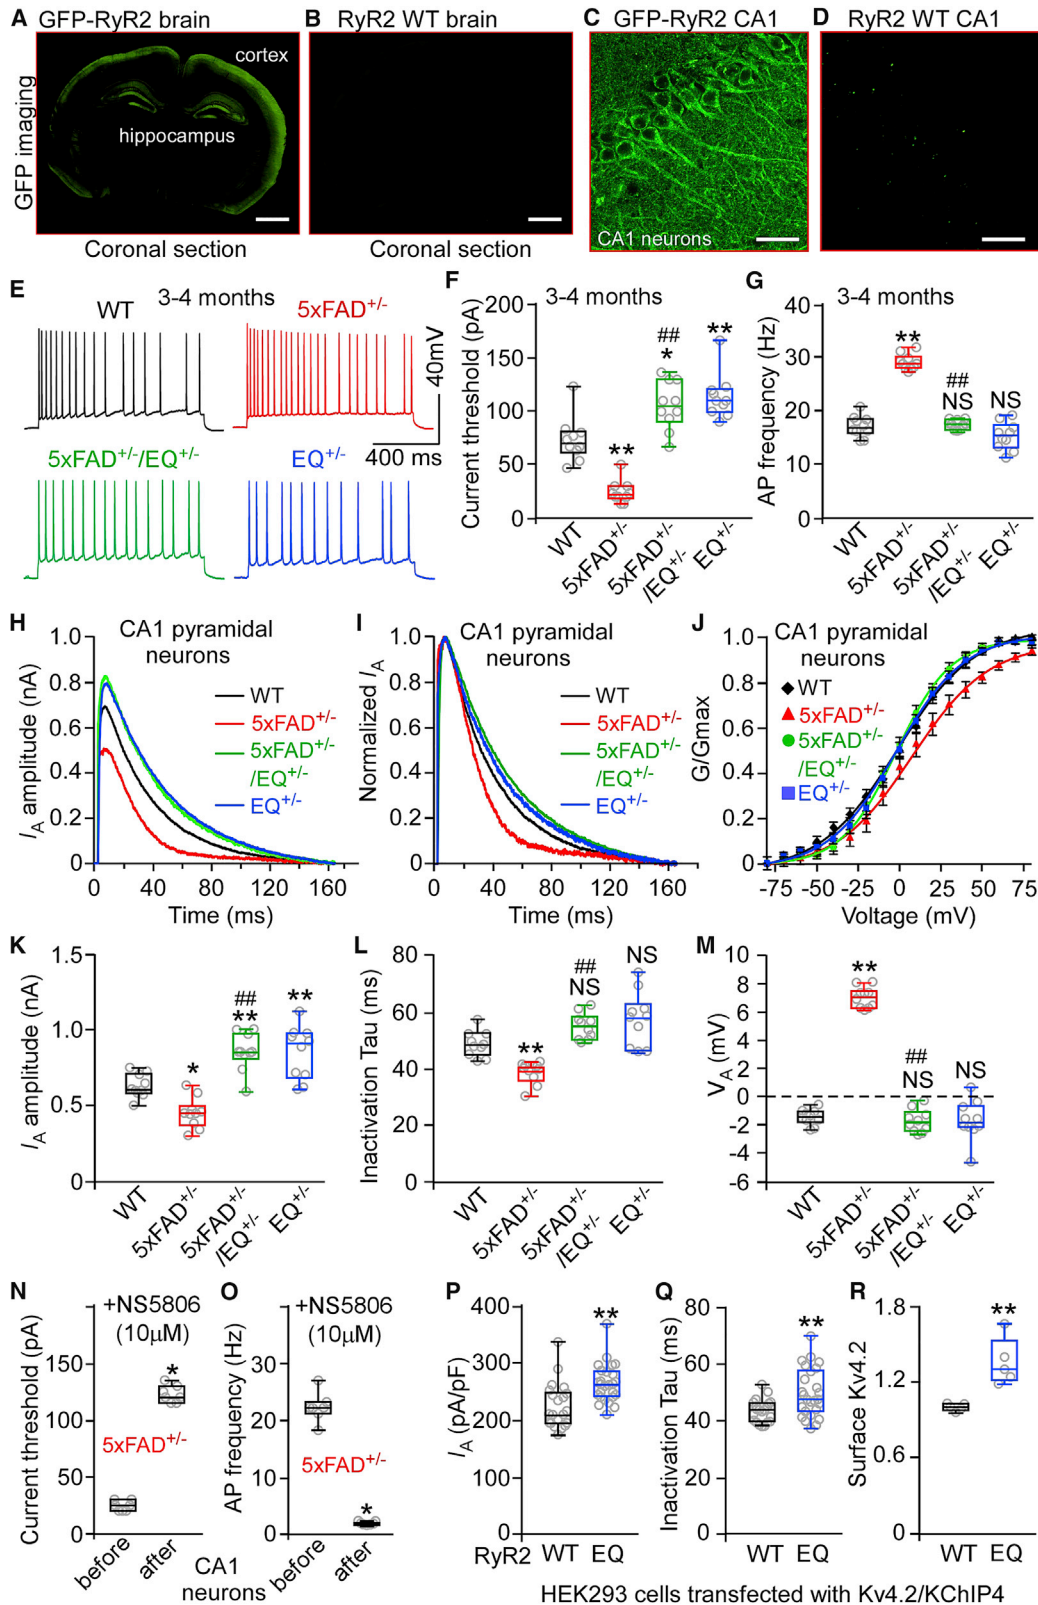 A GFP-RyR2 brain
B RyR2 WT brain
C GFP-RyR2 CA1
D RyR2 WT CA1
GFP imaging
cortex
hippocampus
CA1 neurons
Coronal section
Coronal section
E 3-4 months
WT
5xFAD+/-
5xFAD+/-/EQ+/-
EQ+/-
40mV
400 ms
F 3-4 months
Current threshold (pA)
200
150
100
50
0
**
##
*
**
WT
5xFAD+/-
5xFAD+/-
/EQ+/-
EQ+/-
G 3-4 months
AP frequency (Hz)
40
30
20
10
0
**
##
NS
NS
WT
5xFAD+/-
5xFAD+/-
/EQ+/-
EQ+/-
H CA1 pyramidal
neurons
IA amplitude (nA)
1.0
0.8
0.6
0.4
0.2
0
WT
5xFAD+/-
5xFAD+/-
/EQ+/-
EQ+/-
0 40 80 120 160
Time (ms)
I CA1 pyramidal
neurons
Normalized IA
1.0
0.8
0.6
0.4
0.2
0
WT
5xFAD+/-
5xFAD+/-
/EQ+/-
EQ+/-
0 40 80 120 160
Time (ms)
J CA1 pyramidal
neurons
G/Gmax
1.0
0.8
0.6
0.4
0.2
0
WT
5xFAD+/-
5xFAD+/-
/EQ+/-
EQ+/-
-75 -50 -25 0 25 50 75
Voltage (mV)
K
IA amplitude (nA)
1.5
1.0
0.5
0
*
##
**
**
WT
5xFAD+/-
5xFAD+/-
/EQ+/-
EQ+/-
L
Inactivation Tau (ms)
80
60
40
20
0
**
##
NS
NS
WT
5xFAD+/-
5xFAD+/-
/EQ+/-
EQ+/-
M
VA (mV)
10
8
6
4
2
0
-2
-4
-6
**
##
NS
NS
WT
5xFAD+/-
5xFAD+/-
/EQ+/-
EQ+/-
N +NS5806
(10μM)
Current threshold (pA)
150
100
50
0
*
5xFAD+/-
before
after
CA1
neurons
O +NS5806
(10μM)
AP frequency (Hz)
30
20
10
0
5xFAD+/-
*
before
after
P
IA (pA/pF)
400
300
200
100
0
**
RyR2 WT EQ
Q
Inactivation Tau (ms)
80
60
40
20
0
**
WT EQ
R
Surface Kv4.2
1.8
1.2
0.6
0
**
WT EQ
HEK293 cells transfected with Kv4.2/KChIP4